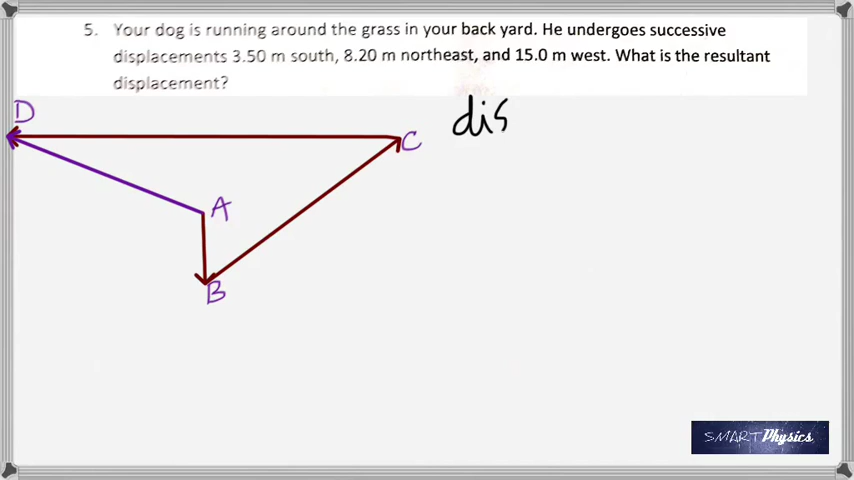 5. Your dog is running around the grass in your back yard. He undergoes successive
displacements 3.50 m south, 8.20 m northeast, and 15.0 m west. What is the resultant
displacement?
D
dis
C
A
B
SMARTPhysics